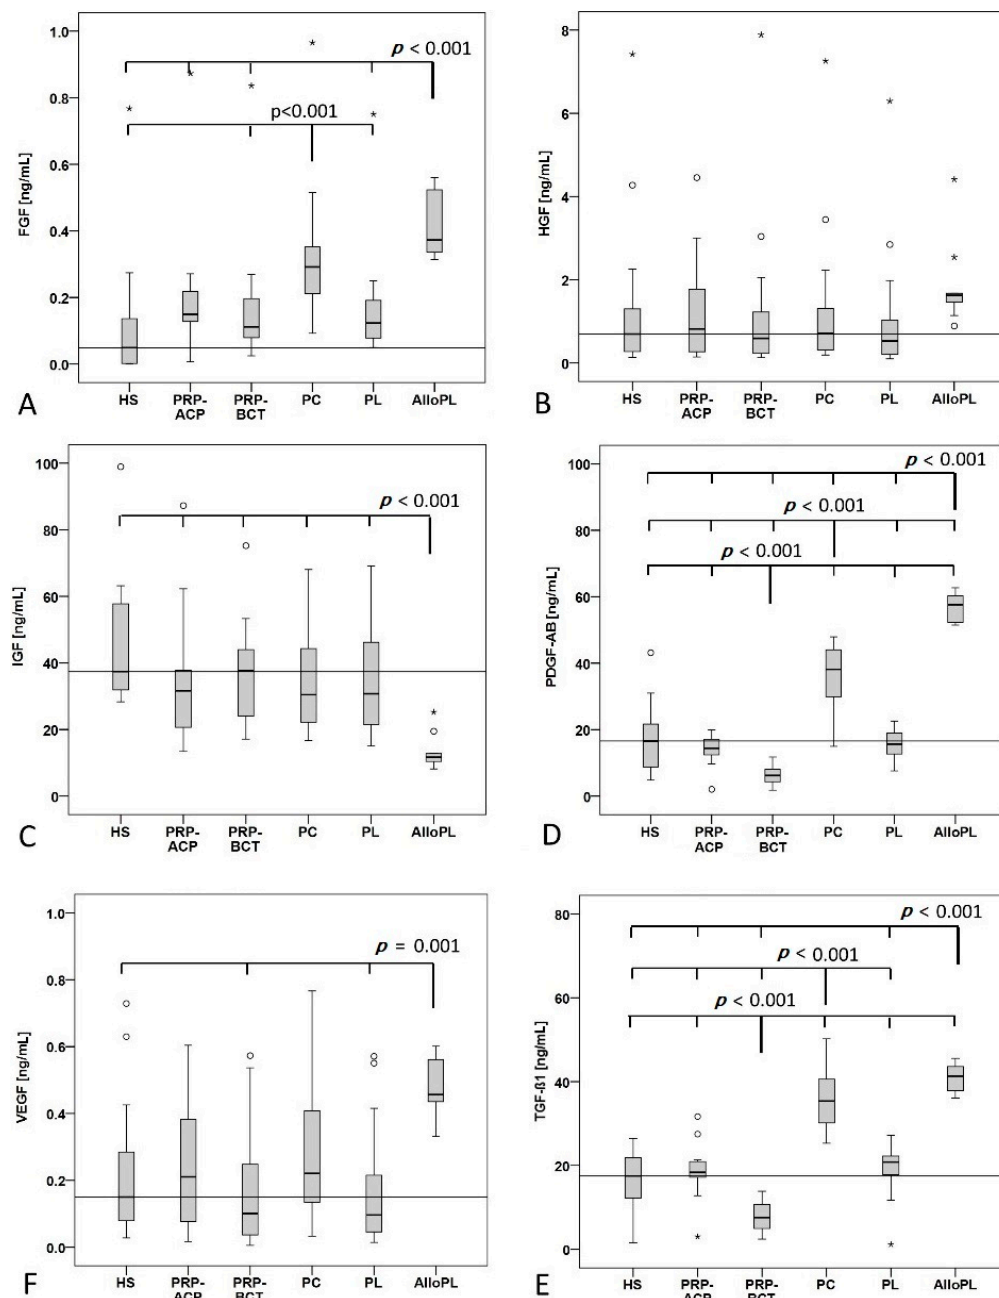 1.0
0.8
0.6
0.4
0.2
0.0
FGF [ng/mL]
p < 0.001
p<0.001
HS PRP-ACP PRP-BCT PC PL AlloPL
A
8
6
4
2
0
HGF [ng/mL]
HS PRP-ACP PRP-BCT PC PL AlloPL
B
100
80
60
40
20
0
IGF [ng/mL]
p < 0.001
HS PRP-ACP PRP-BCT PC PL AlloPL
C
100
80
60
40
20
0
PDGF-AB [ng/mL]
p < 0.001
p < 0.001
p < 0.001
HS PRP-ACP PRP-BCT PC PL AlloPL
D
1.0
0.8
0.6
0.4
0.2
0.0
VEGF [ng/mL]
p = 0.001
HS PRP-ACP PRP-BCT PC PL AlloPL
F
80
60
40
20
0
TGF-ß1 [ng/mL]
p < 0.001
p < 0.001
p < 0.001
HS PRP-ACP PRP-BCT PC PL AlloPL
E